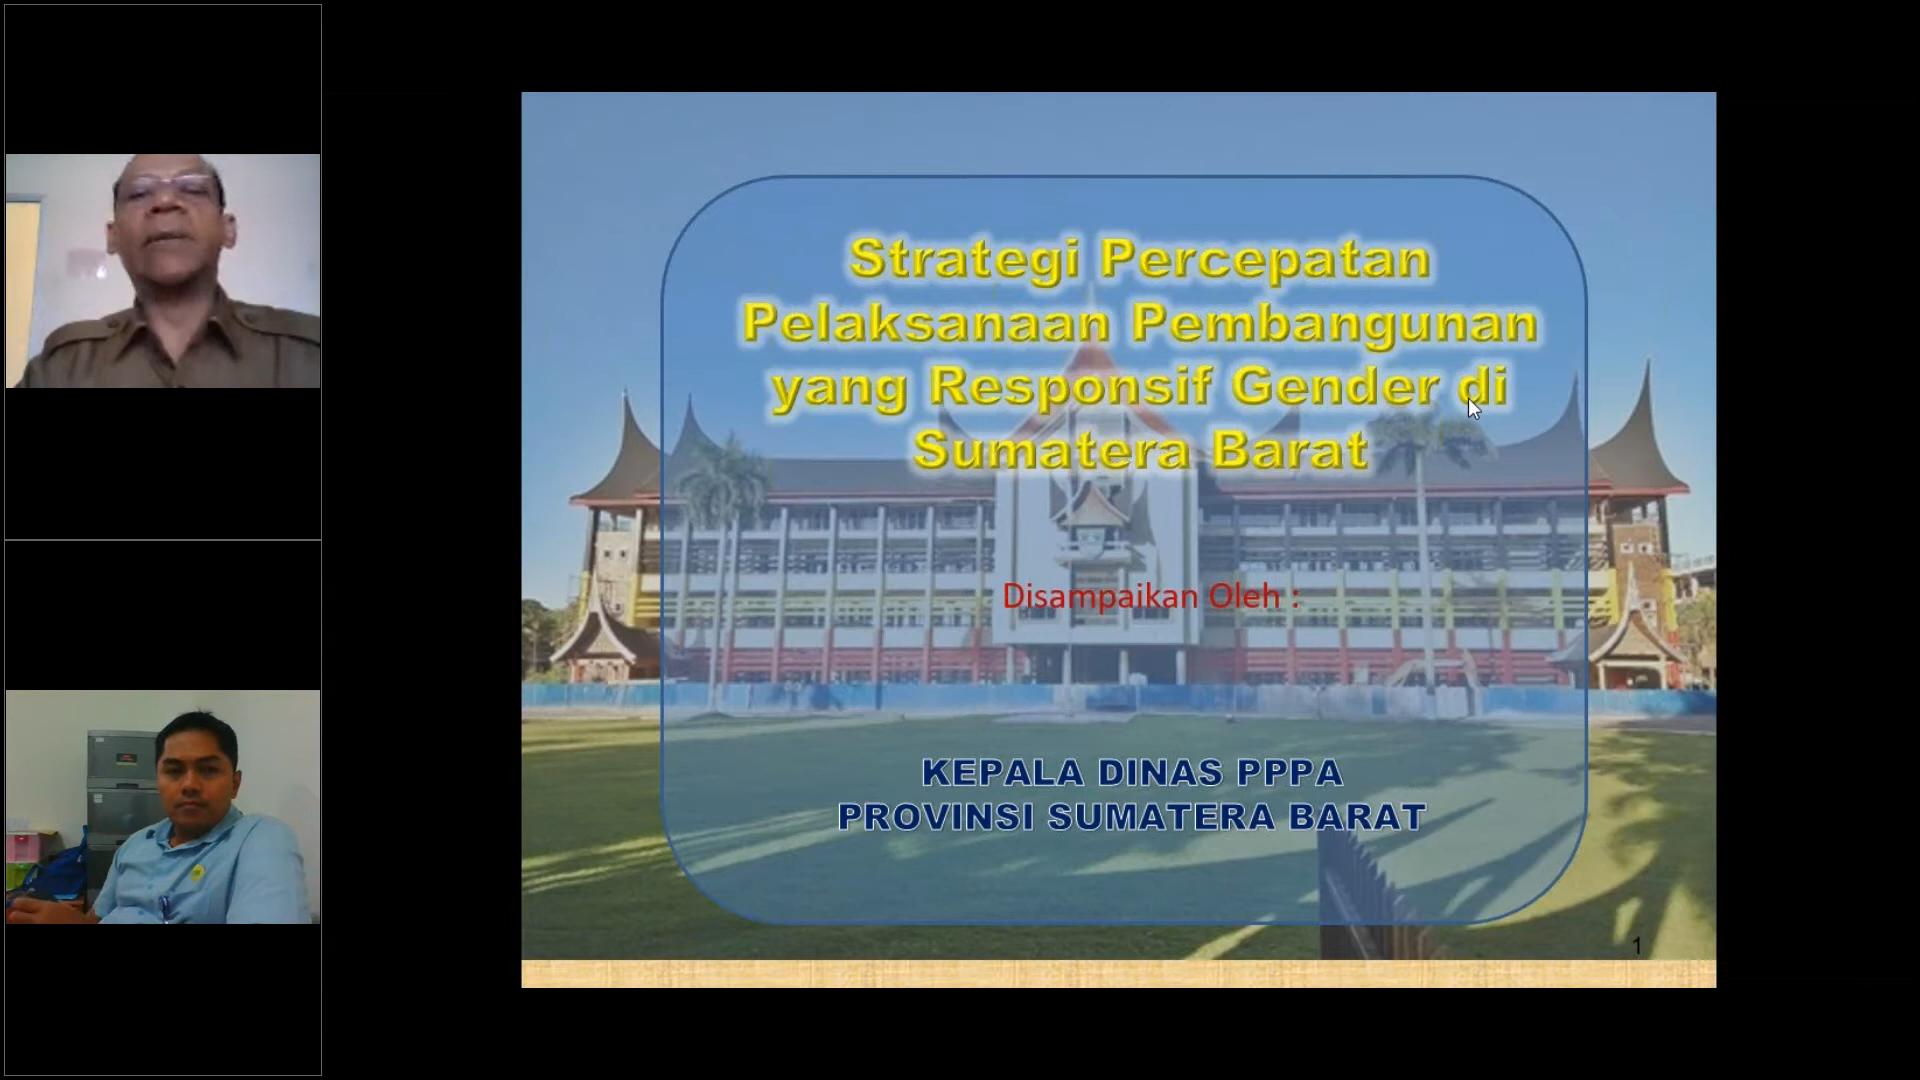 Strategi Percepatan
Pelaksanaan Pembangunan
yang Responsif Gender di
Sumatera Barat
Disampaikan Oleh :
KEPALA DINAS PPPA
PROVINSI SUMATERA BARAT
1